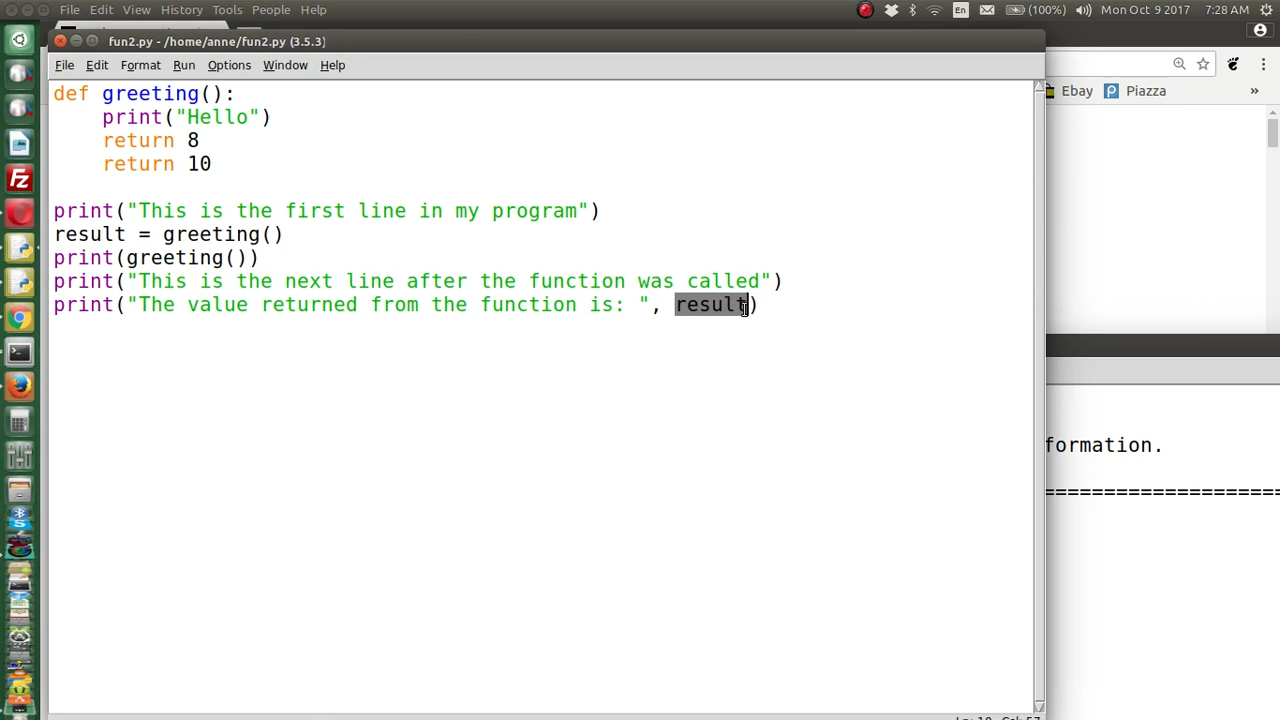 File Edit View History Tools People Help
En (100%) Mon Oct 9 2017 7:28 AM
fun2.py - /home/anne/fun2.py (3.5.3)
File Edit Format Run Options Window Help
Ebay Piazza »
def greeting():
    print("Hello")
    return 8
    return 10
print("This is the first line in my program")
result = greeting()
print(greeting())
print("This is the next line after the function was called")
print("The value returned from the function is: ", result)
formation.
====================